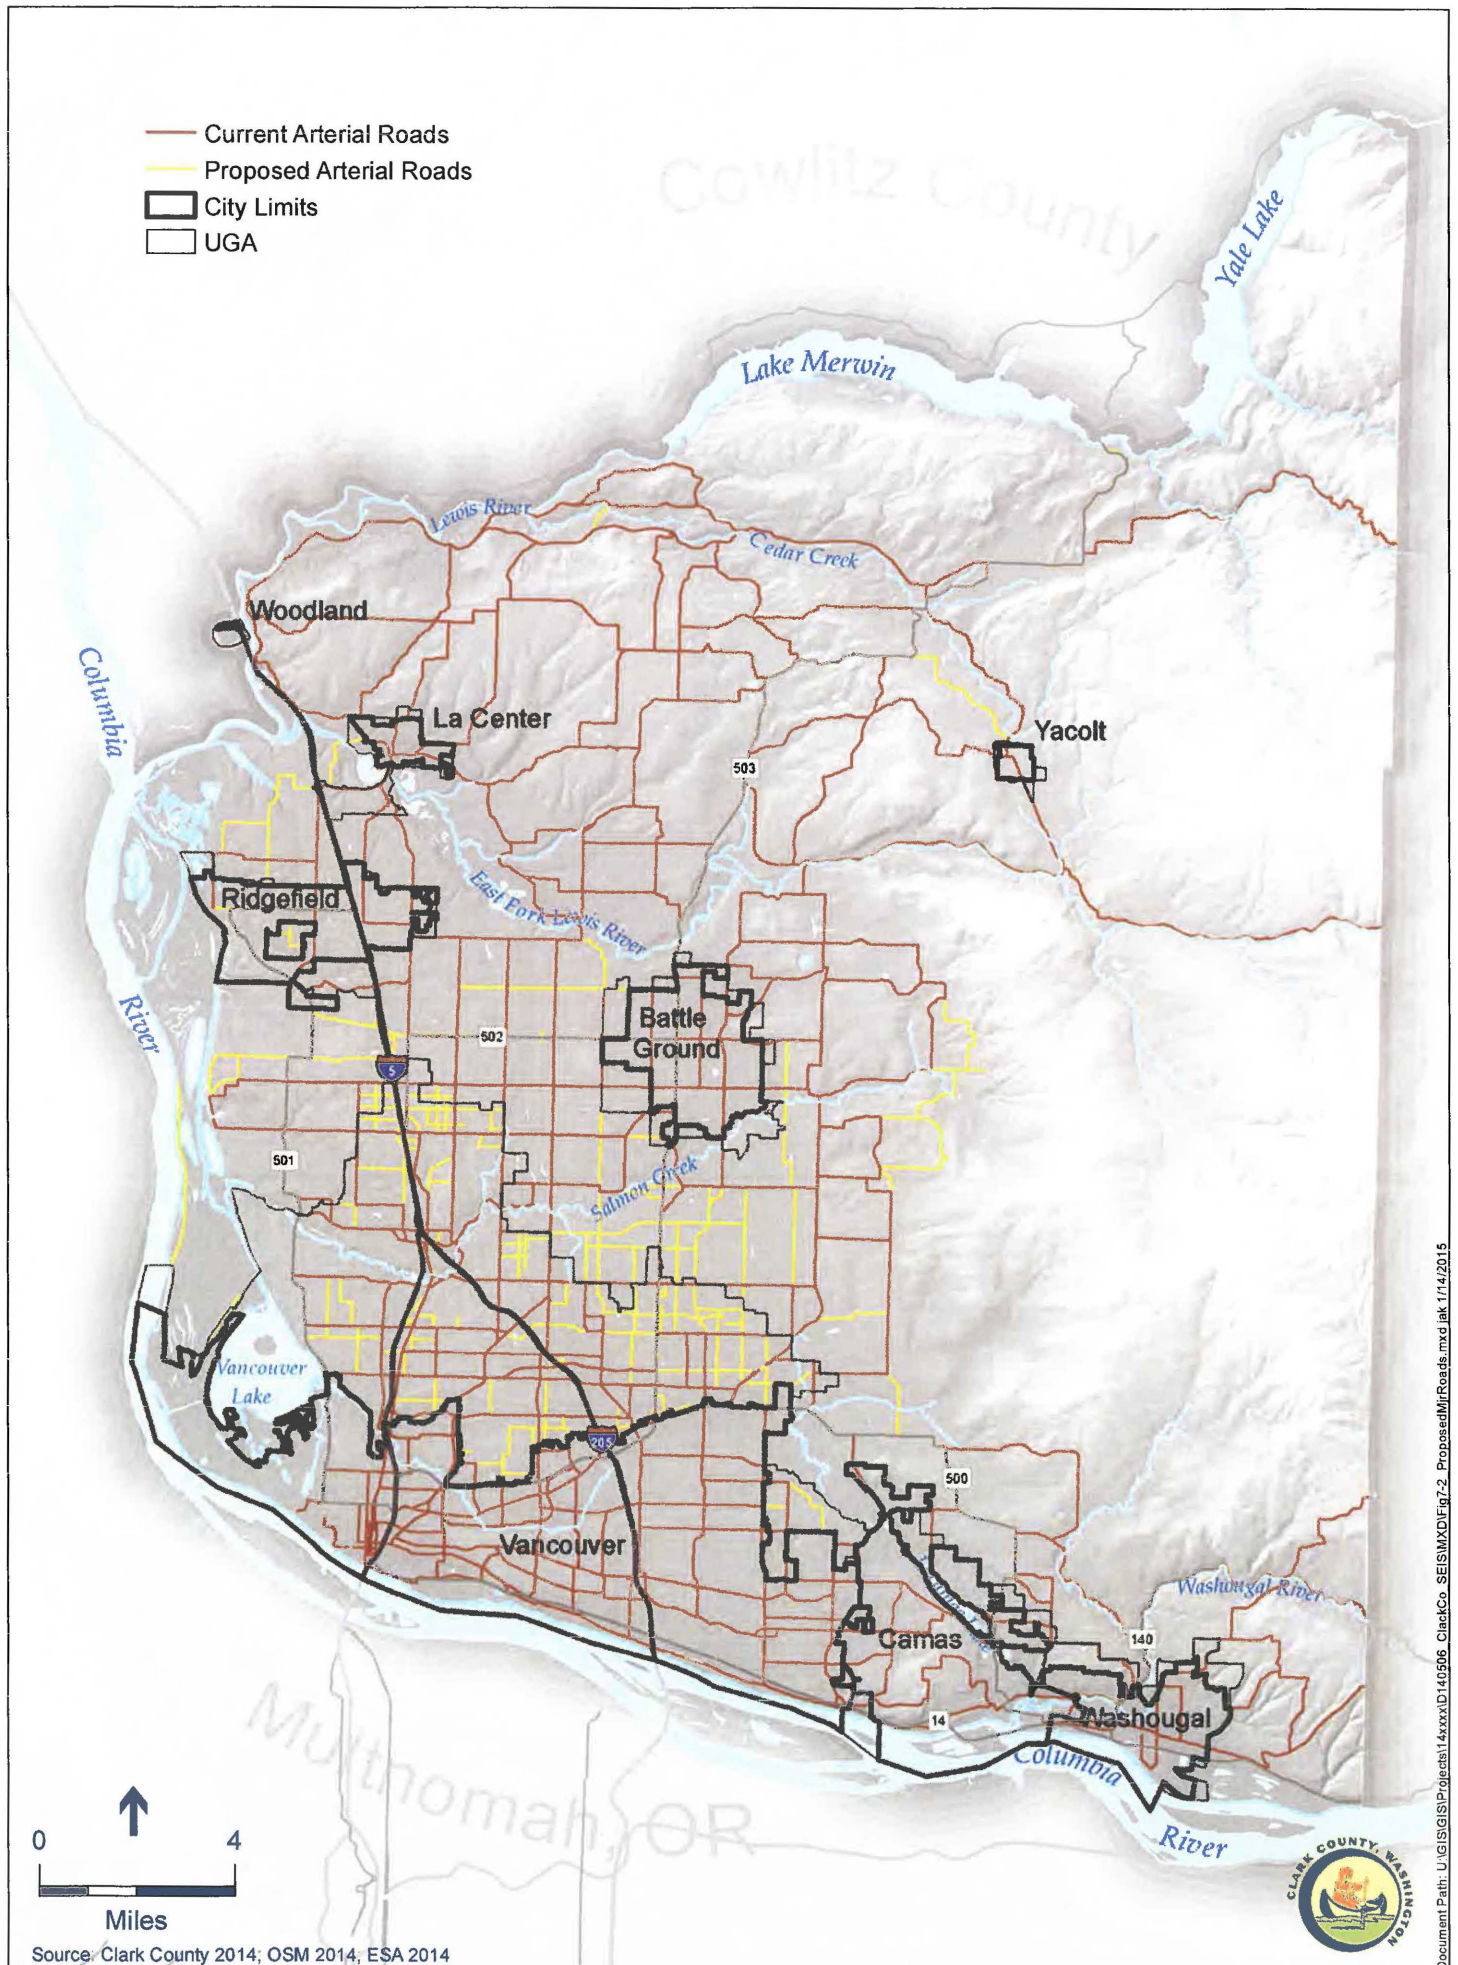 Current Arterial Roads
Proposed Arterial Roads
City Limits
UGA
Cowlitz County
Yale Lake
Lake Merwin
Lewis River
Cedar Creek
Woodland
Columbia
River
La Center
Yacolt
503
Ridgefield
East Fork Lewis River
Battle
Ground
502
5
501
Salmon Creek
Vancouver
Lake
205
500
Vancouver
Washougal River
Camas
140
14
Washougal
Columbia
River
Multnomah, OR
0 4
Miles
Source: Clark County 2014; OSM 2014; ESA 2014
CLARK COUNTY, WASHINGTON
Document Path: U:\GIS\GIS\Projects\14xxxx\D140506_ClackCo_SEIS\MXD\Fig7-2_ProposedMjrRoads.mxd jak 1/14/2015